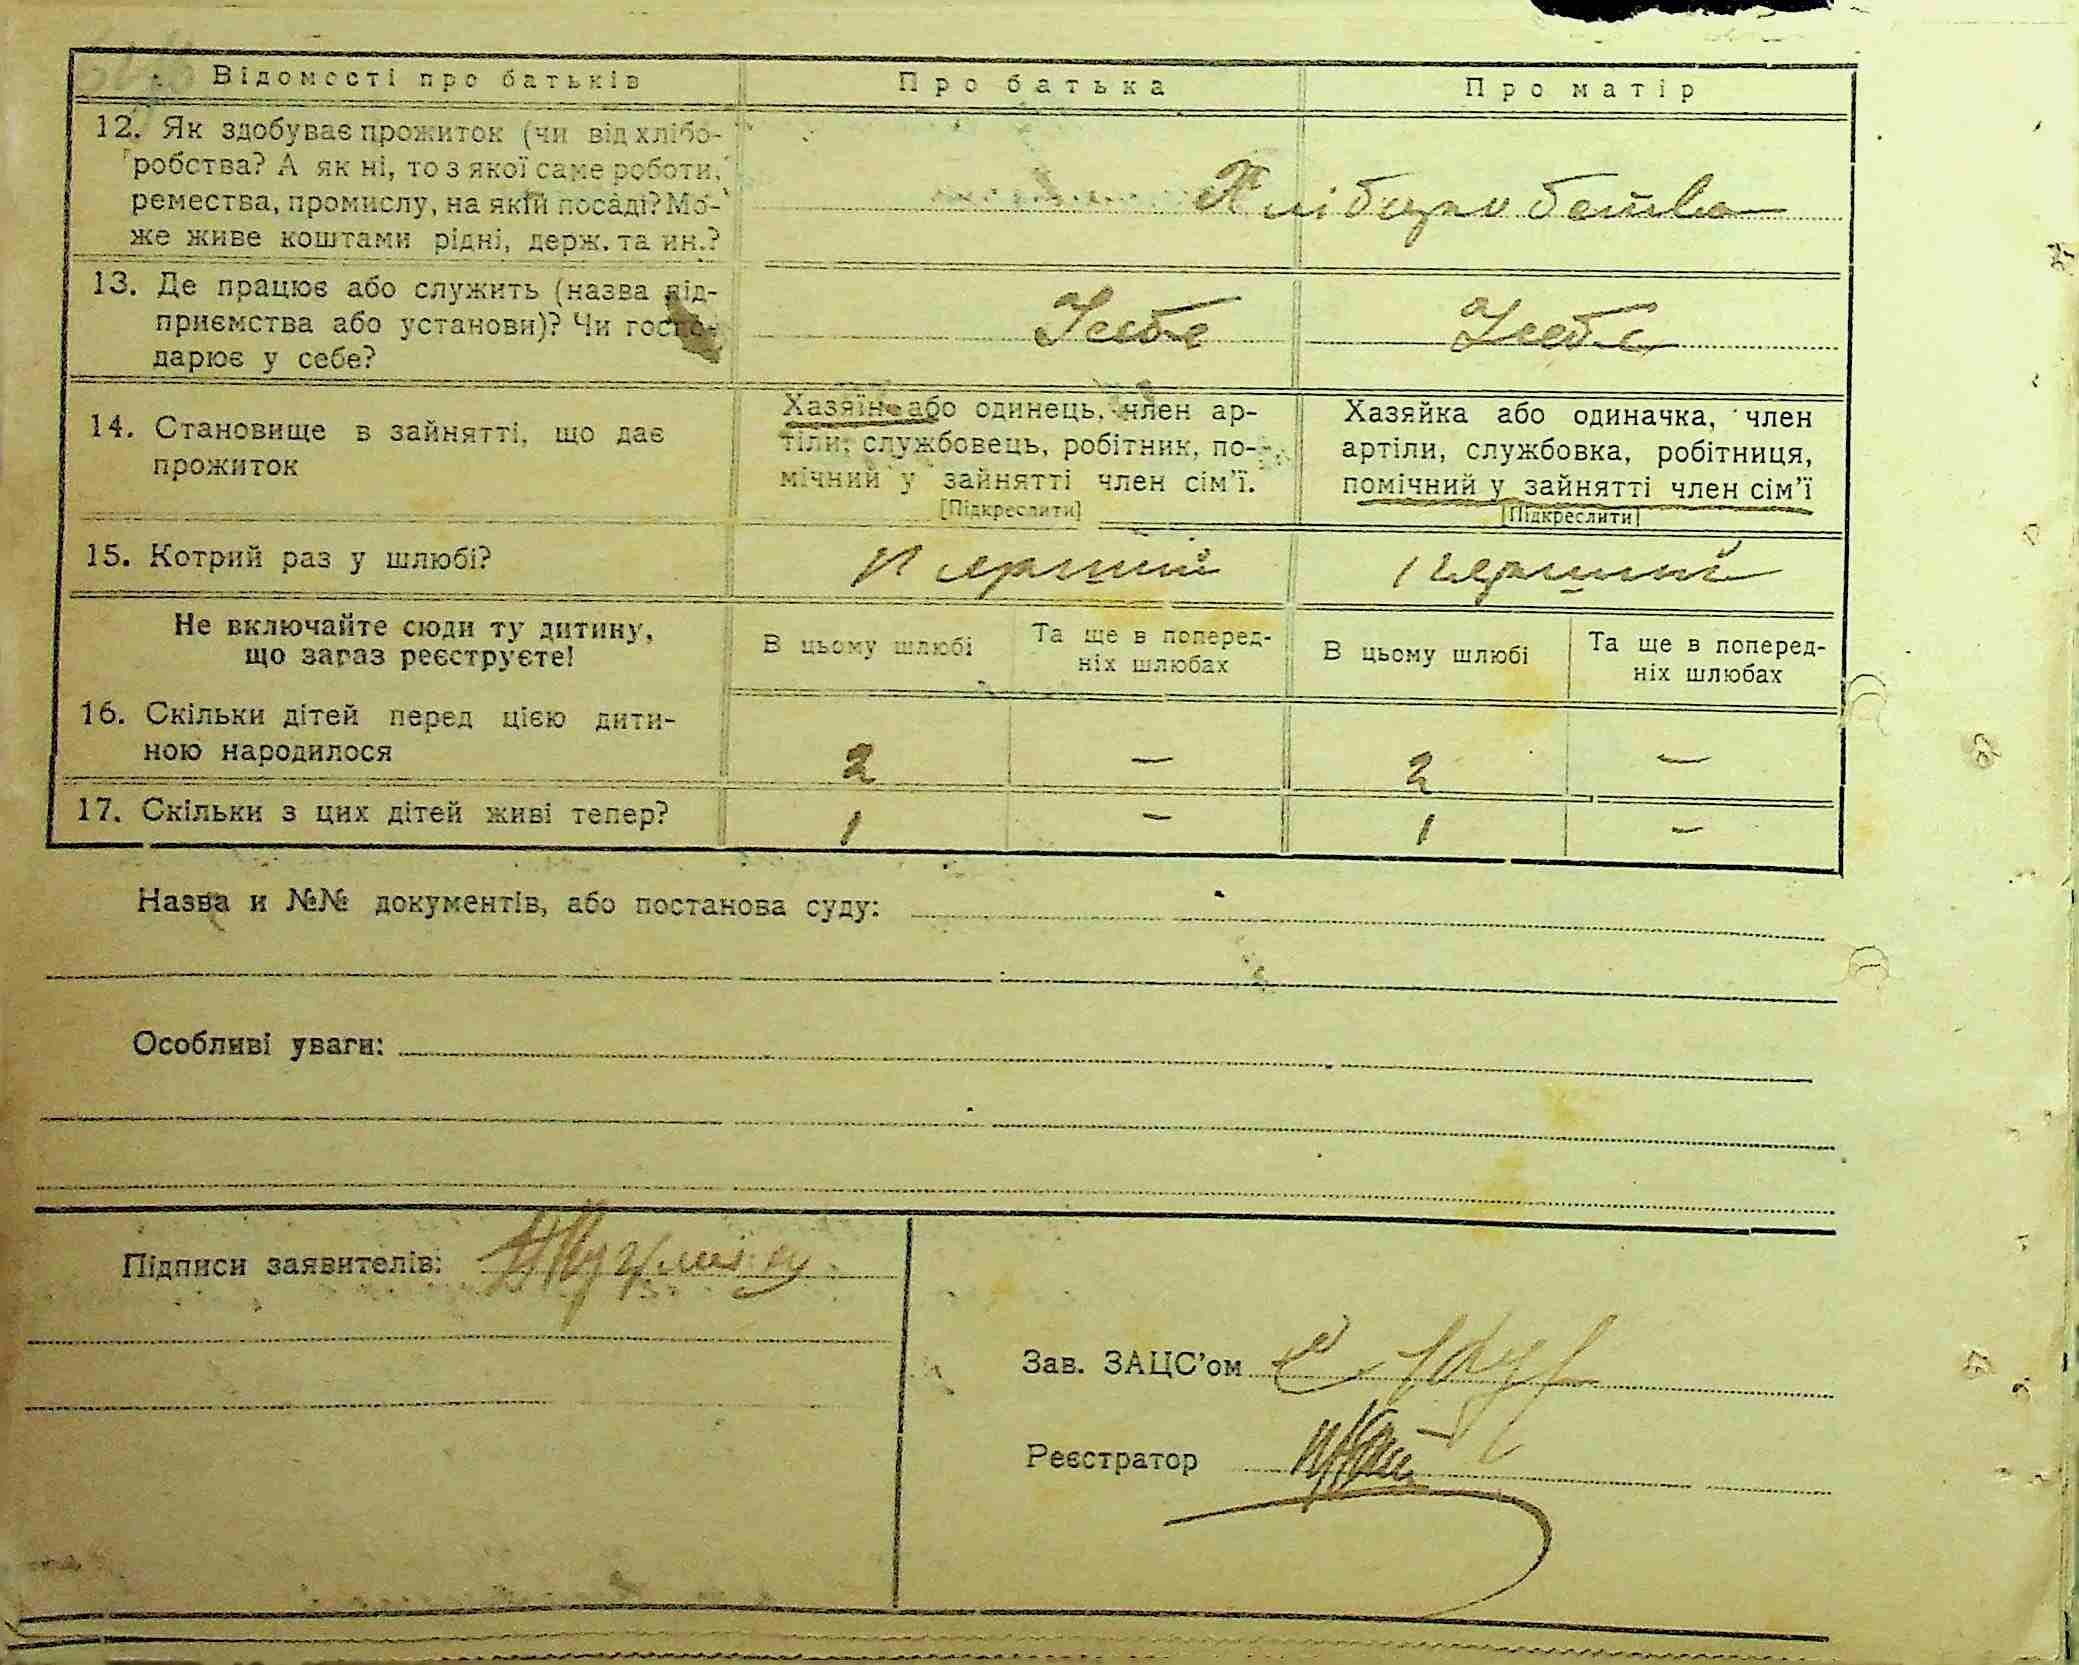 Відомості про батьків
Про батька
Про матір
12. Як здобуває прожиток (чи від хлібо-
робства? А як ні, то з якої саме роботи,
ремества, промислу, на якій посаді? Мо-
же живе коштами рідні, держ. та ин.?
Хліборобство
13. Де працює або служить (назва під-
приємства або установи)? Чи госпо-
дарює у себе?
У себе
У себе
14. Становище в зайнятті, що дає
прожиток
Хазяїн або одинець, член ар-
тіли, службовець, робітник, по-
мічний у зайнятті член сім'ї.
[Підкреслити]
Хазяйка або одиначка, член
артіли, службовка, робітниця,
помічний у зайнятті член сім'ї
[Підкреслити]
15. Котрий раз у шлюбі?
Перший
перший
Не включайте сюди ту дитину,
що зараз реєструєте!
В цьому шлюбі
Та ще в поперед-
ніх шлюбах
В цьому шлюбі
Та ще в поперед-
ніх шлюбах
16. Скільки дітей перед цією дити-
ною народилося
2 — 2 —
17. Скільки з цих дітей живі тепер?
1 — 1 —
Назва и №№ документів, або постанова суду:
Особливі уваги:
Підписи заявителів:
Зав. ЗАЦС'ом
Реєстратор